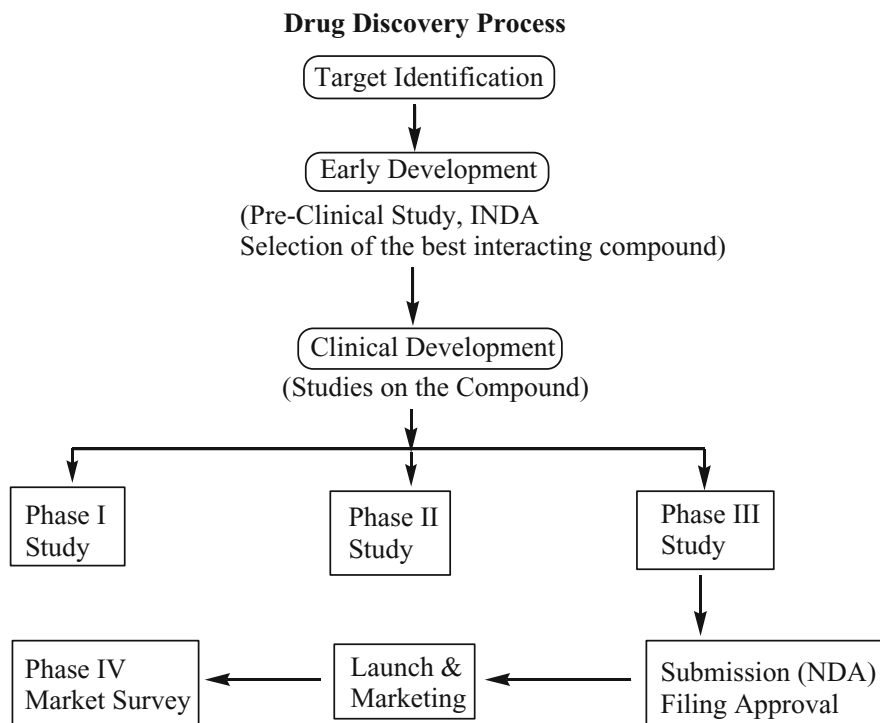 Drug Discovery Process
Target Identification
Early Development
(Pre-Clinical Study, INDA
Selection of the best interacting compound)
Clinical Development
(Studies on the Compound)
Phase I
Study
Phase II
Study
Phase III
Study
Phase IV
Market Survey
Launch &
Marketing
Submission (NDA)
Filing Approval